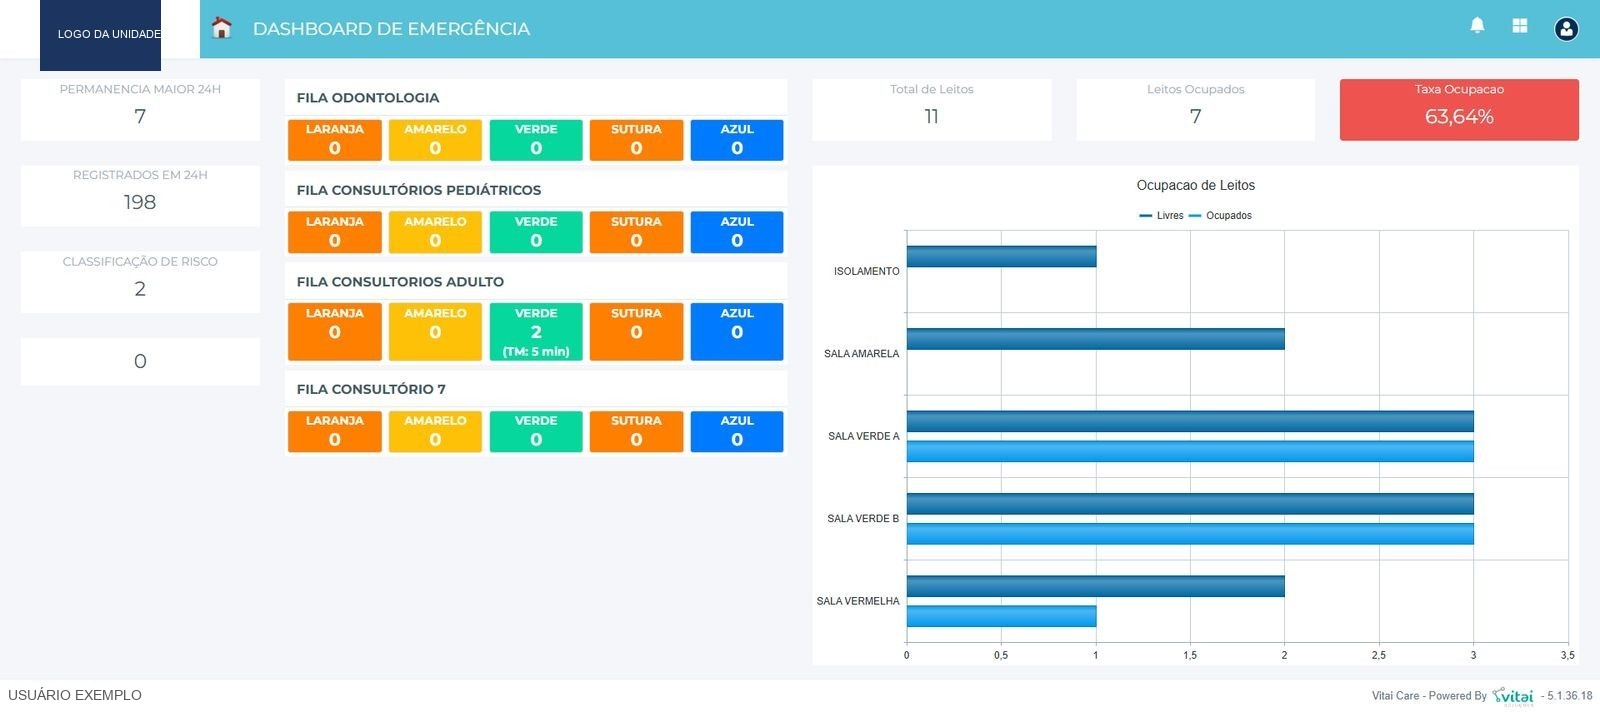 LOGO DA UNIDADE
DASHBOARD DE EMERGÊNCIA
PERMANENCIA MAIOR 24H
7
REGISTRADOS EM 24H
198
CLASSIFICAÇÃO DE RISCO
2
0
FILA ODONTOLOGIA
LARANJA AMARELO VERDE SUTURA AZUL
0 0 0 0 0
FILA CONSULTÓRIOS PEDIÁTRICOS
LARANJA AMARELO VERDE SUTURA AZUL
0 0 0 0 0
FILA CONSULTORIOS ADULTO
LARANJA AMARELO VERDE SUTURA AZUL
0 0 2 0 0
(TM: 5 min)
FILA CONSULTÓRIO 7
LARANJA AMARELO VERDE SUTURA AZUL
0 0 0 0 0
Total de Leitos
11
Leitos Ocupados
7
Taxa Ocupacao
63,64%
Ocupacao de Leitos
Livres Ocupados
ISOLAMENTO
SALA AMARELA
SALA VERDE A
SALA VERDE B
SALA VERMELHA
0 0,5 1 1,5 2 2,5 3 3,5
USUÁRIO EXEMPLO
Vitai Care - Powered By vitai - 5.1.36.18